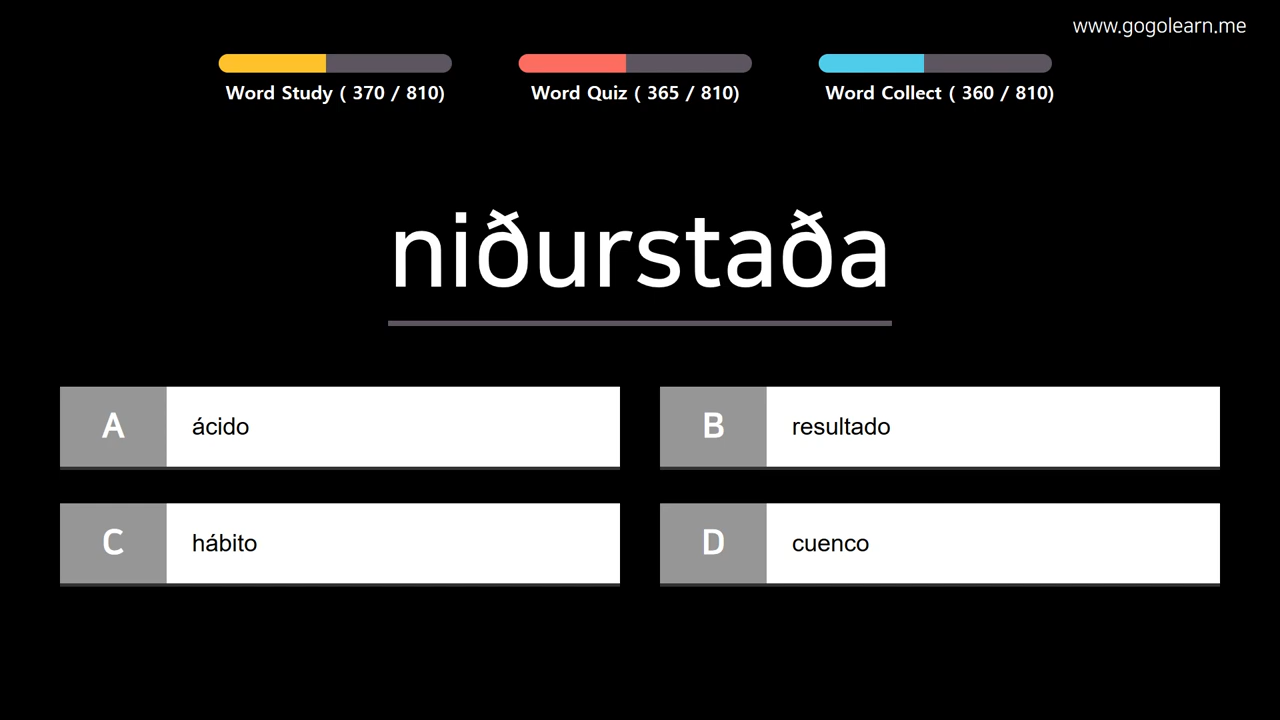 www.gogolearn.me
Word Study ( 370 / 810)
Word Quiz ( 365 / 810)
Word Collect ( 360 / 810)
niðurstaða
A ácido
B resultado
C hábito
D cuenco